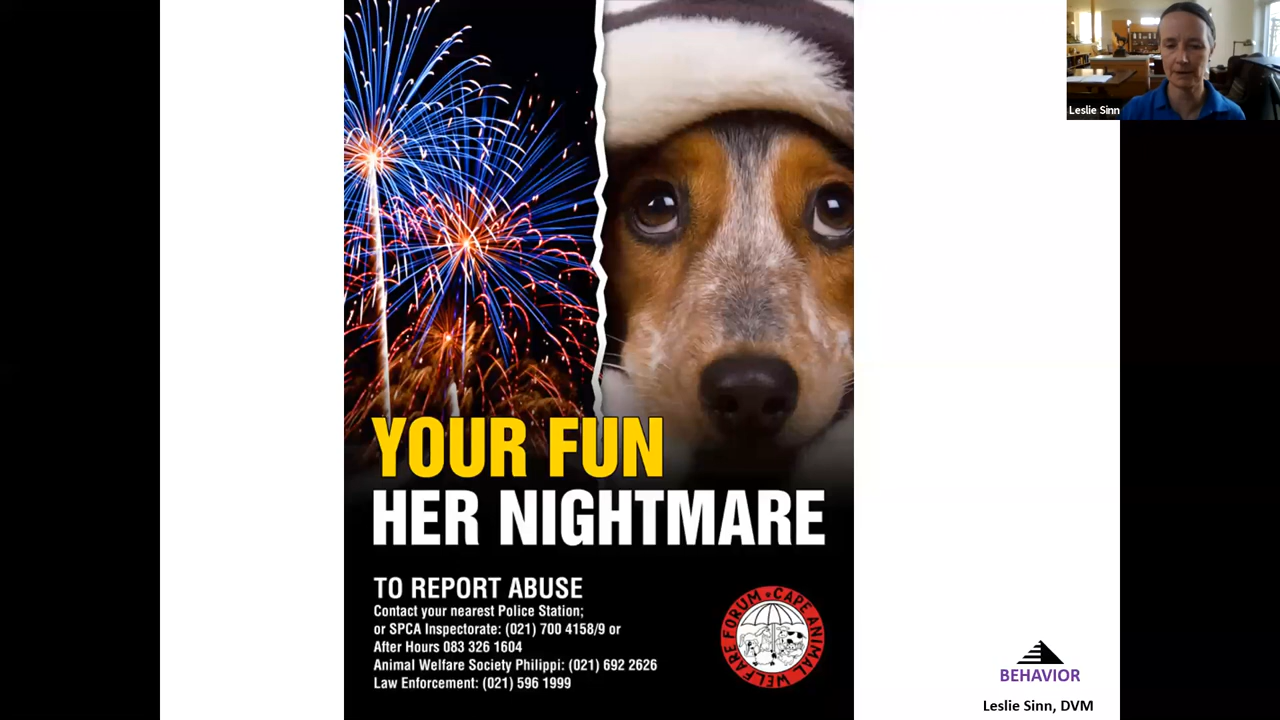 Leslie Sinn
YOUR FUN
HER NIGHTMARE
TO REPORT ABUSE
Contact your nearest Police Station;
or SPCA Inspectorate: (021) 700 4158/9 or
After Hours 083 326 1604
Animal Welfare Society Philippi: (021) 692 2626
Law Enforcement: (021) 596 1999
CAPE ANIMAL WELFARE FORUM
BEHAVIOR
Leslie Sinn, DVM